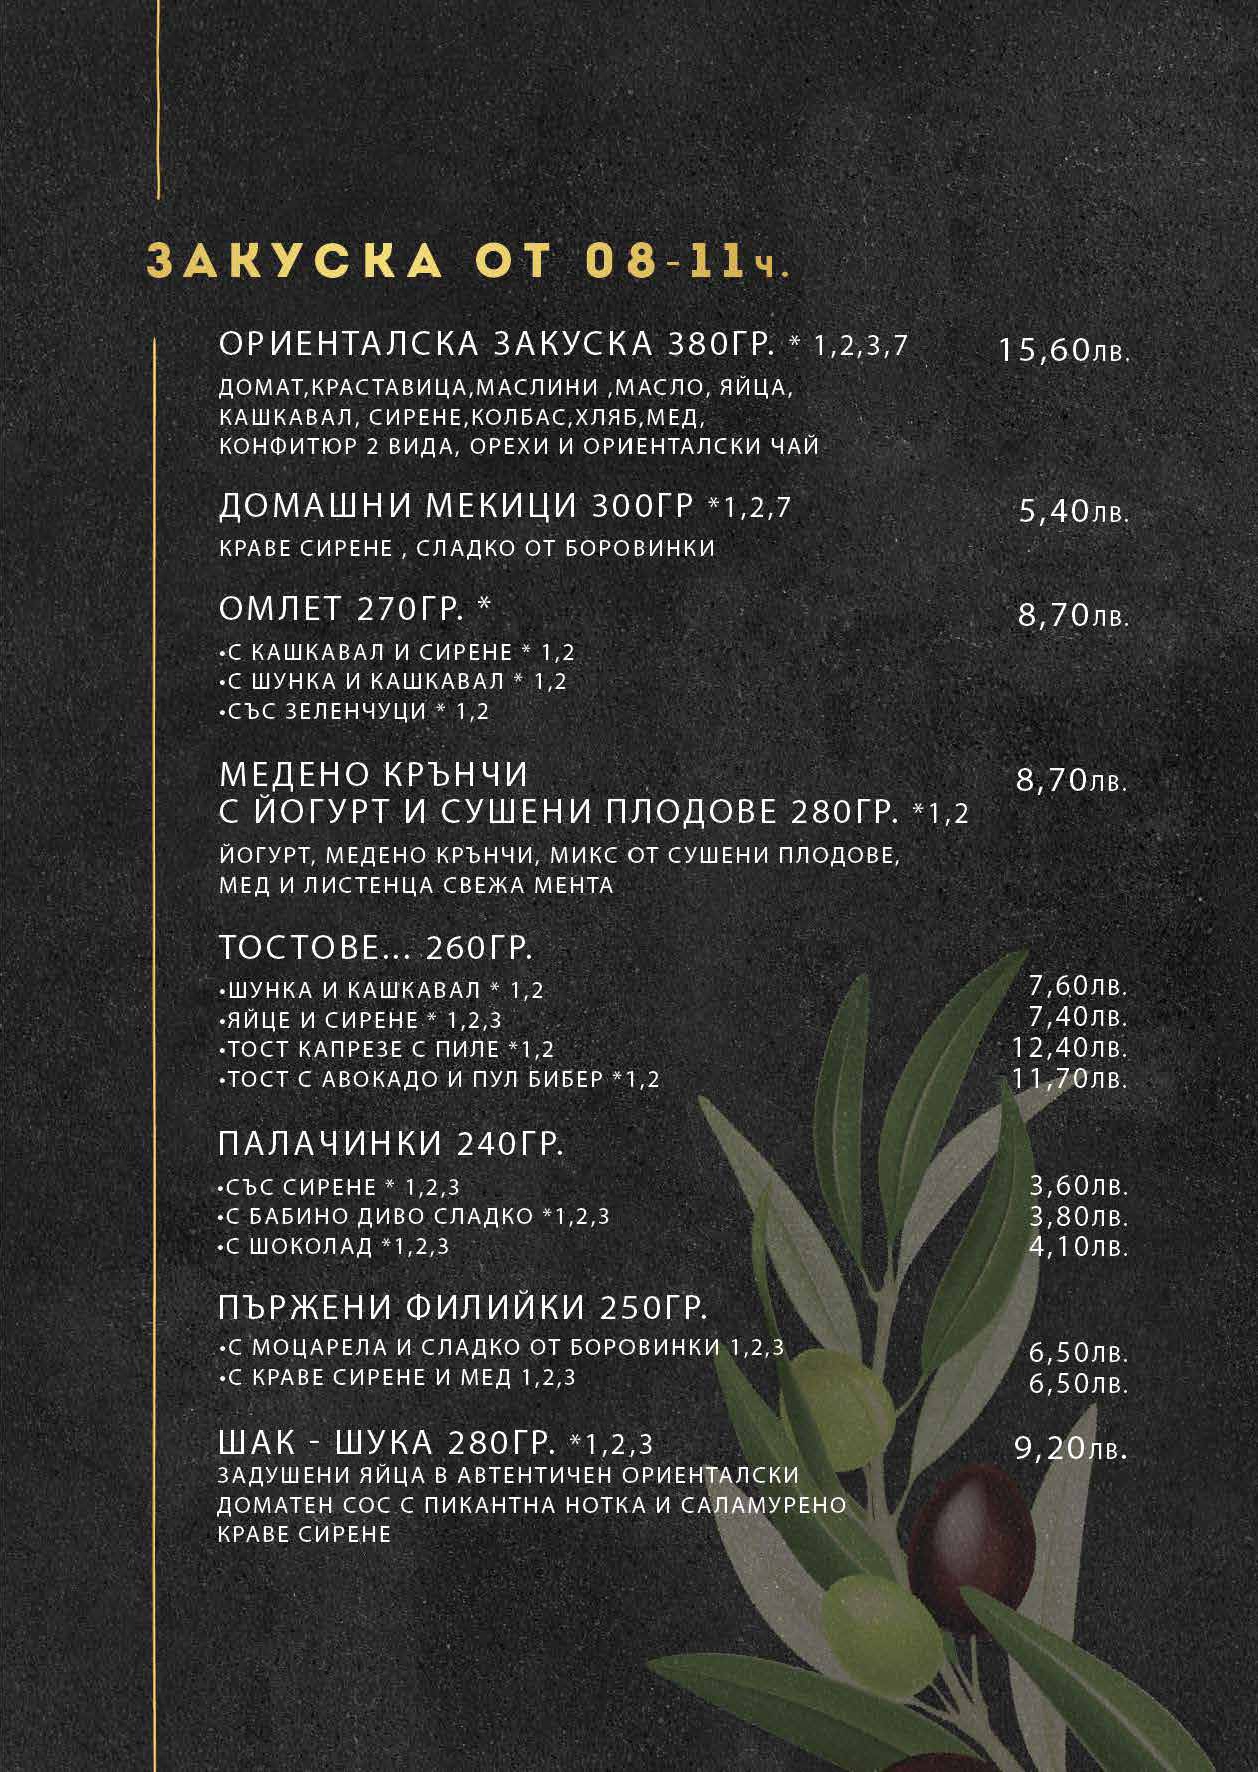 ЗАКУСКА ОТ 08-11ч.
ОРИЕНТАЛСКА ЗАКУСКА 380ГР. * 1,2,3,7 15,60ЛВ.
ДОМАТ,КРАСТАВИЦА,МАСЛИНИ ,МАСЛО, ЯЙЦА,
КАШКАВАЛ, СИРЕНЕ,КОЛБАС,ХЛЯБ,МЕД,
КОНФИТЮР 2 ВИДА, ОРЕХИ И ОРИЕНТАЛСКИ ЧАЙ
ДОМАШНИ МЕКИЦИ 300ГР *1,2,7 5,40ЛВ.
КРАВЕ СИРЕНЕ , СЛАДКО ОТ БОРОВИНКИ
ОМЛЕТ 270ГР. * 8,70ЛВ.
•С КАШКАВАЛ И СИРЕНЕ * 1,2
•С ШУНКА И КАШКАВАЛ * 1,2
•СЪС ЗЕЛЕНЧУЦИ * 1,2
МЕДЕНО КРЪНЧИ 8,70ЛВ.
С ЙОГУРТ И СУШЕНИ ПЛОДОВЕ 280ГР. *1,2
ЙОГУРТ, МЕДЕНО КРЪНЧИ, МИКС ОТ СУШЕНИ ПЛОДОВЕ,
МЕД И ЛИСТЕНЦА СВЕЖА МЕНТА
ТОСТОВЕ... 260ГР.
•ШУНКА И КАШКАВАЛ * 1,2 7,60ЛВ.
•ЯЙЦЕ И СИРЕНЕ * 1,2,3 7,40ЛВ.
•ТОСТ КАПРЕЗЕ С ПИЛЕ *1,2 12,40ЛВ.
•ТОСТ С АВОКАДО И ПУЛ БИБЕР *1,2 11,70ЛВ.
ПАЛАЧИНКИ 240ГР.
•СЪС СИРЕНЕ * 1,2,3 3,60ЛВ.
•С БАБИНО ДИВО СЛАДКО *1,2,3 3,80ЛВ.
•С ШОКОЛАД *1,2,3 4,10ЛВ.
ПЪРЖЕНИ ФИЛИЙКИ 250ГР.
•С МОЦАРЕЛА И СЛАДКО ОТ БОРОВИНКИ 1,2,3 6,50ЛВ.
•С КРАВЕ СИРЕНЕ И МЕД 1,2,3 6,50ЛВ.
ШАК - ШУКА 280ГР. *1,2,3 9,20ЛВ.
ЗАДУШЕНИ ЯЙЦА В АВТЕНТИЧЕН ОРИЕНТАЛСКИ
ДОМАТЕН СОС С ПИКАНТНА НОТКА И САЛАМУРЕНО
КРАВЕ СИРЕНЕ